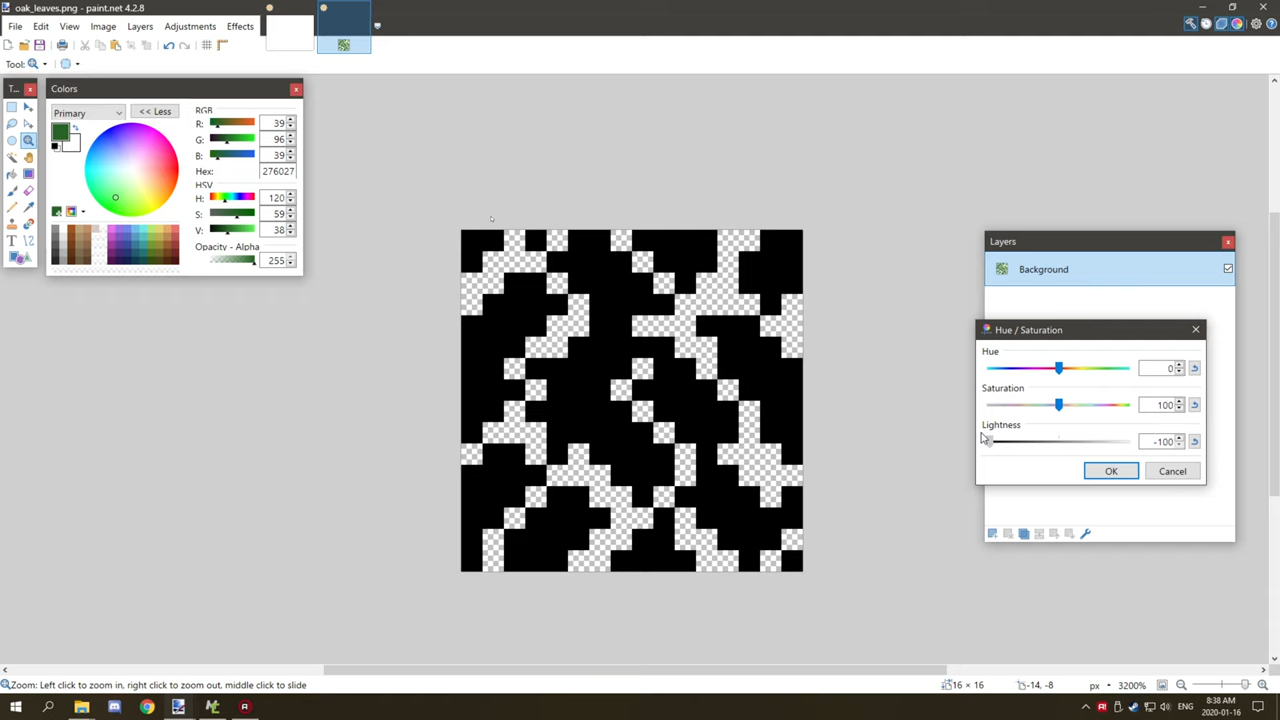 oak_leaves.png - paint.net 4.2.8
File Edit View Image Layers Adjustments Effects
Tool:
T...
Colors
Primary
<< Less
RGB
R: 39
G: 96
B: 39
Hex: 276027
HSV
H: 120
S: 59
V: 38
Opacity - Alpha
255
Layers
Background
Hue / Saturation
Hue
0
Saturation
100
Lightness
-100
OK Cancel
Zoom: Left click to zoom in, right click to zoom out, middle click to slide
16 × 16
-14, -8
px
3200%
ENG
8:38 AM
2020-01-16